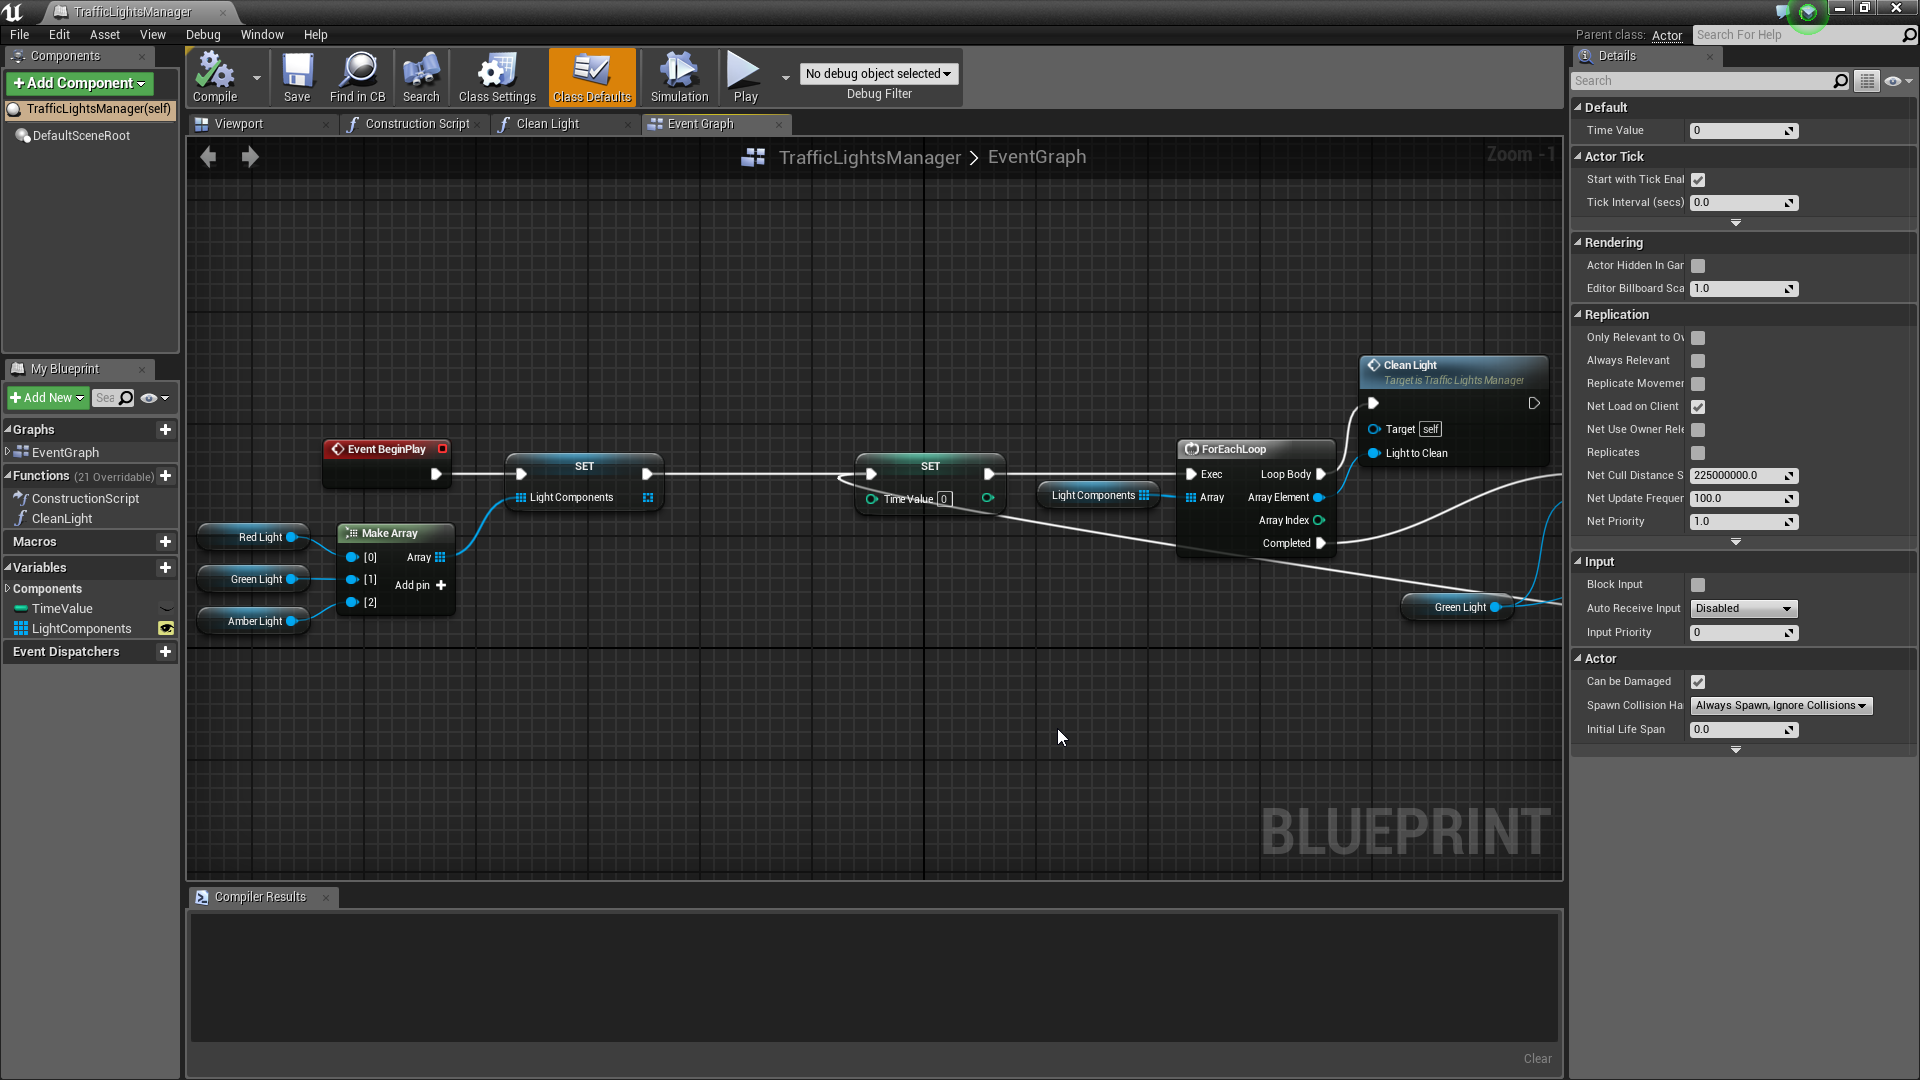 TrafficLightsManager
File Edit Asset View Debug Window Help
Parent class: Actor
Search For Help
Components
+Add Component
TrafficLightsManager(self)
DefaultSceneRoot
Compile
Save
Find in CB
Search
Class Settings
Class Defaults
Simulation
Play
No debug object selected
Debug Filter
Viewport
Construction Script
Clean Light
Event Graph
TrafficLightsManager > EventGraph
Zoom -1
My Blueprint
+Add New
Sea
Graphs
EventGraph
Functions (21 Overridable)
ConstructionScript
CleanLight
Macros
Variables
Components
TimeValue
LightComponents
Event Dispatchers
Event BeginPlay
SET
Light Components
Red Light
Green Light
Amber Light
Make Array
[0]
[1]
[2]
Array
Add pin +
SET
Time Value 0
Light Components
ForEachLoop
Exec
Array
Loop Body
Array Element
Array Index
Completed
Clean Light
Target is Traffic Lights Manager
Target self
Light to Clean
Green Light
BLUEPRINT
Compiler Results
Clear
Details
Search
Default
Time Value 0
Actor Tick
Start with Tick Enal
Tick Interval (secs) 0.0
Rendering
Actor Hidden In Gar
Editor Billboard Sca 1.0
Replication
Only Relevant to Ov
Always Relevant
Replicate Movemer
Net Load on Client
Net Use Owner Rele
Replicates
Net Cull Distance S 225000000.0
Net Update Frequer 100.0
Net Priority 1.0
Input
Block Input
Auto Receive Input Disabled
Input Priority 0
Actor
Can be Damaged
Spawn Collision Ha Always Spawn, Ignore Collisions
Initial Life Span 0.0